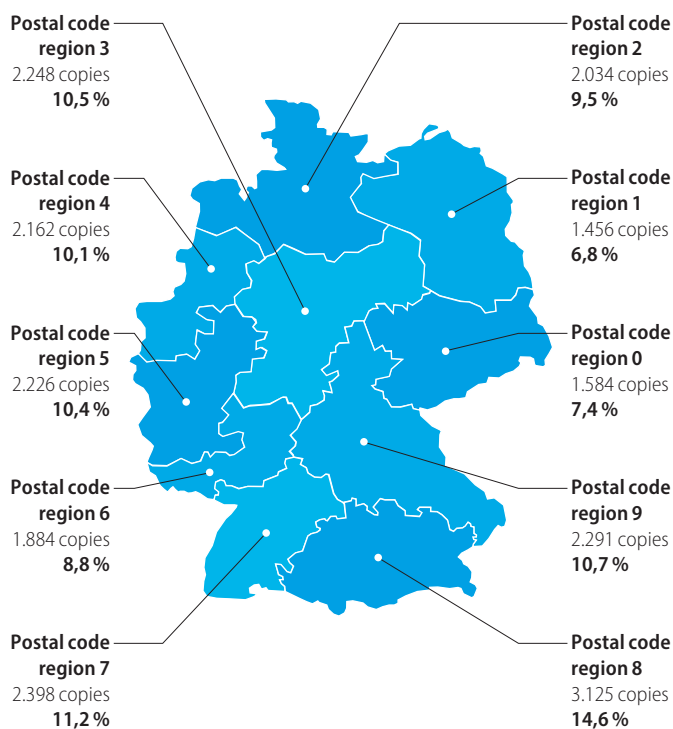 Postal code
region 3
2.248 copies
10,5 %
Postal code
region 2
2.034 copies
9,5 %
Postal code
region 4
2.162 copies
10,1 %
Postal code
region 1
1.456 copies
6,8 %
Postal code
region 5
2.226 copies
10,4 %
Postal code
region 0
1.584 copies
7,4 %
Postal code
region 6
1.884 copies
8,8 %
Postal code
region 9
2.291 copies
10,7 %
Postal code
region 7
2.398 copies
11,2 %
Postal code
region 8
3.125 copies
14,6 %